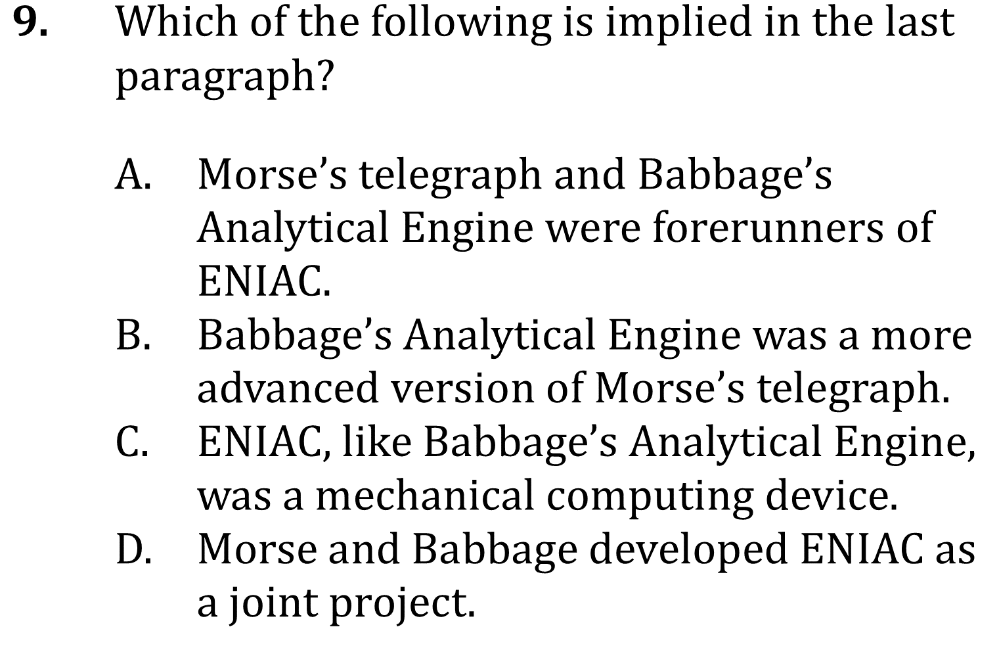 9. Which of the following is implied in the last
paragraph?
A. Morse’s telegraph and Babbage’s
Analytical Engine were forerunners of
ENIAC.
B. Babbage’s Analytical Engine was a more
advanced version of Morse’s telegraph.
C. ENIAC, like Babbage’s Analytical Engine,
was a mechanical computing device.
D. Morse and Babbage developed ENIAC as
a joint project.